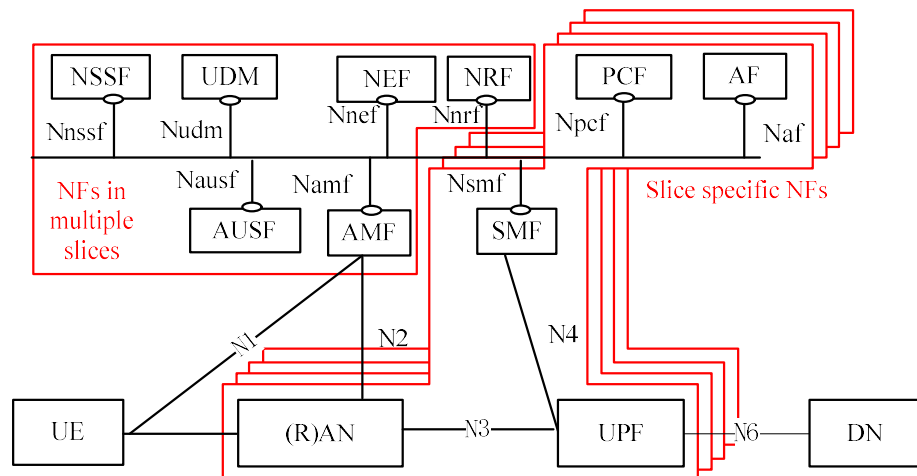 NSSF
UDM
NEF
NRF
PCF
AF
Nnssf
Nudm
Nnef
Nnrf
Npcf
Naf
NFs in
multiple
slices
Nausf
Namf
Nsmf
Slice specific NFs
AUSF
AMF
SMF
N1
N2
N4
UE
(R)AN
N3
UPF
N6
DN